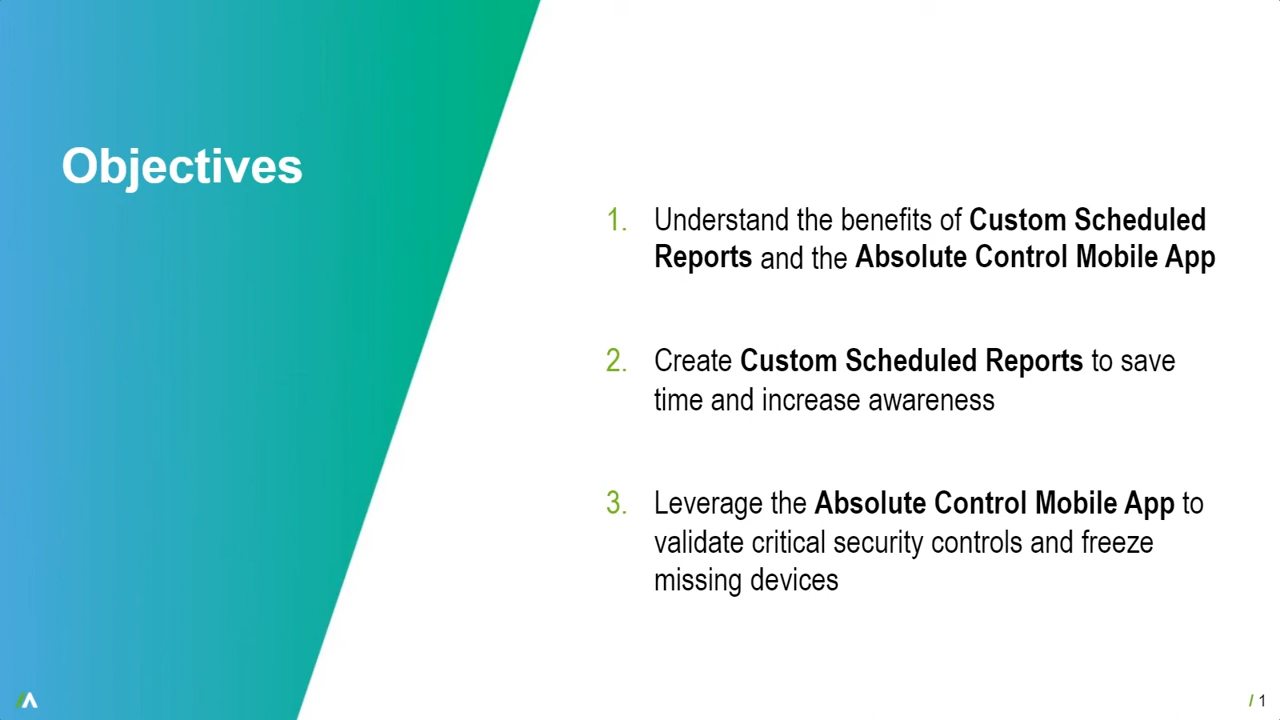 Objectives
1. Understand the benefits of Custom Scheduled
Reports and the Absolute Control Mobile App
2. Create Custom Scheduled Reports to save
time and increase awareness
3. Leverage the Absolute Control Mobile App to
validate critical security controls and freeze
missing devices
/ 1